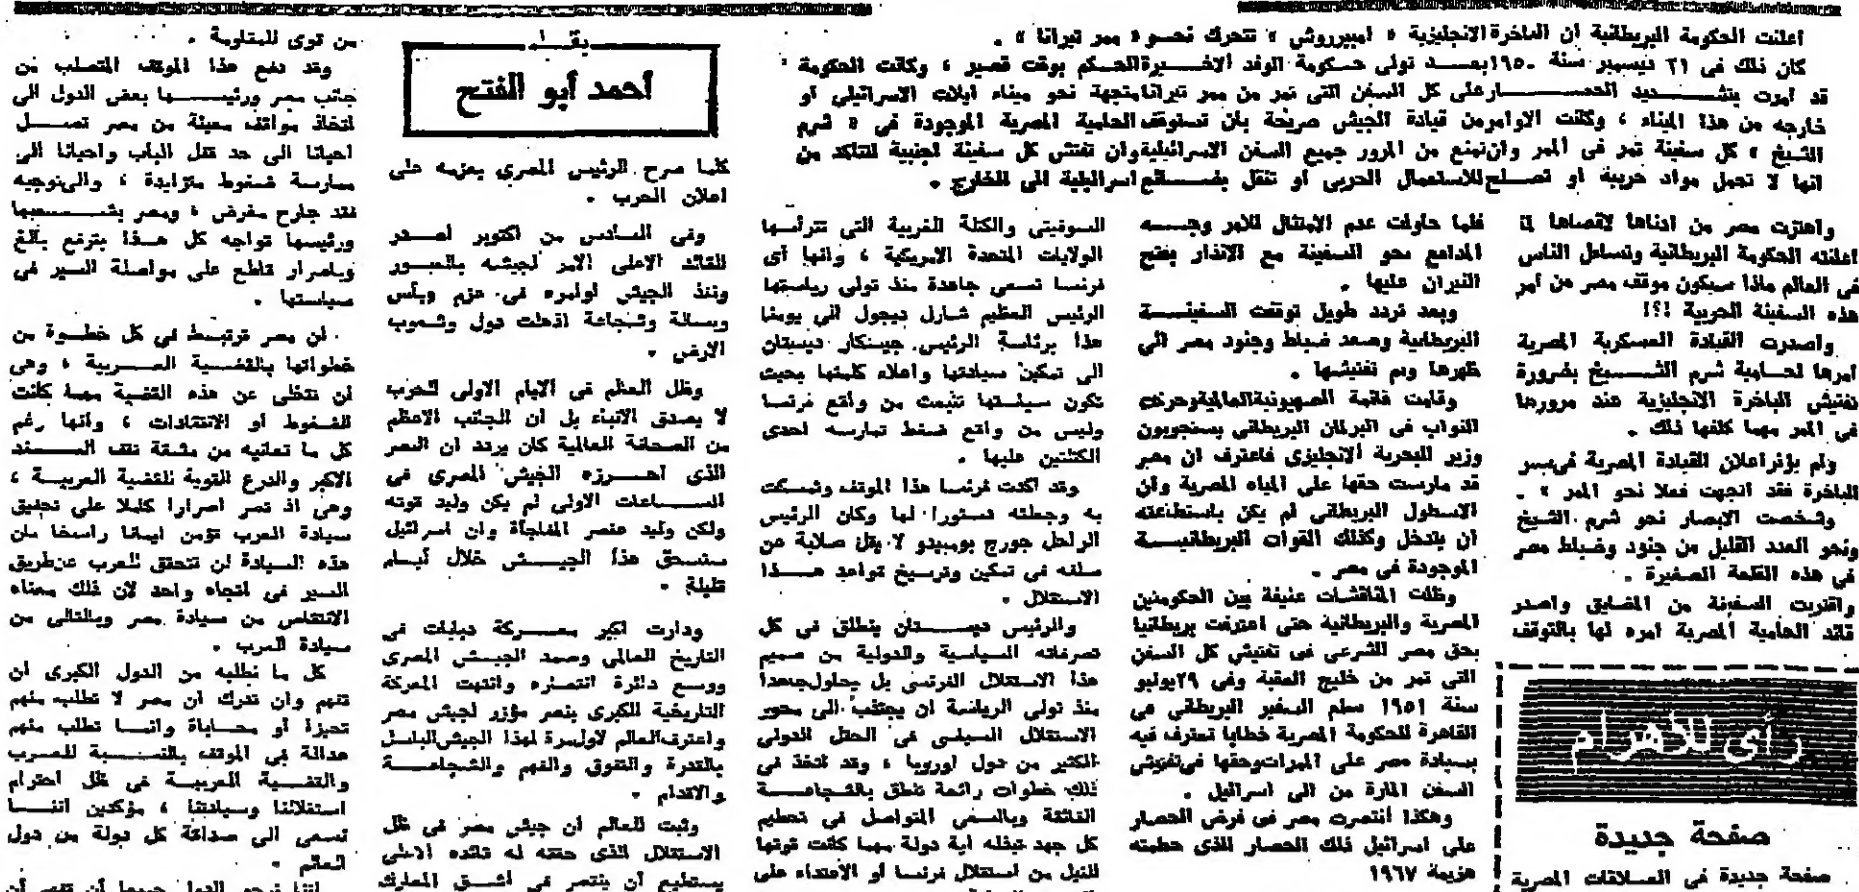 أعلنت الحكومة البريطانية أن الباخرة الانجليزية « امبيرروش » تتحرك نحو « ممر تيرانا » .
كان ذلك فى ٢١ ديسمبر سنة ١٩٥٠ بعد تولى حكومة الوفد الاخيرة الحكم بوقت قصير ، وكانت الحكومة
قد أمرت بتشديد الحصار على كل السفن التى تمر من ممر تيرانا متجهة نحو ميناء ايلات الاسرائيلى أو
خارجه من هذا الميناء ، وكانت الاوامر من قيادة الجيش صريحة بأن تستوقف الحامية المصرية الموجودة فى « شرم
الشيخ » كل سفينة تمر فى الممر وان تمنع من المرور جميع السفن الاسرائيلية وان تفتش كل سفينة اجنبية للتأكد من
انها لا تحمل مواد حربية او تصلح للاستعمال الحربى أو تنقل بضائع اسرائيلية الى الخارج .
واهتزت مصر من ادناها لاقصاها لما
اعلنته الحكومة البريطانية وتساءل الناس
فى العالم ماذا سيكون موقف مصر من أمر
هذه السفينة الحربية !؟!
واصدرت القيادة العسكرية المصرية
أمرها لحامية شرم الشيخ بضرورة
تفتيش الباخرة الانجليزية عند مرورها
فى الممر مهما كلفها ذلك .
ولم يؤثر اعلان القيادة المصرية فى سير
الباخرة فقد اتجهت فعلا نحو الممر » .
وشخصت الابصار نحو شرم الشيخ
ونحو العدد القليل من جنود وضباط مصر
في هذه القلعة الصغيرة .
واقتربت السفينة من المضايق واصدر
قائد الحامية المصرية امره لها بالتوقف
رأى الأهرام
صفحة جديدة
صفحة جديدة فى العلاقات المصرية
فلما حاولت عدم الامتثال للامر وجه
المدافع نحو السفينة مع الانذار بفتح
النيران عليها .
وبعد تردد طويل توقفت السفينة
البريطانية وصعد ضباط وجنود مصر الى
ظهرها وتم تفتيشها .
وقامت قائمة الصهيونية العالمية وحركت
النواب فى البرلمان البريطانى يستجوبون
وزير البحرية الانجليزى فاعترف ان مصر
قد مارست حقها على المياه المصرية وأن
الاسطول البريطانى لم يكن باستطاعته
أن يتدخل وكذلك القوات البريطانية
الموجودة فى مصر .
وظلت المناقشات عنيفة بين الحكومتين
المصرية والبريطانية حتى اعترفت بريطانيا
بحق مصر الشرعى فى تفتيش كل السفن
التى تمر من خليج العقبة وفى ٢٩ يوليو
سنة ١٩٥١ سلم السفير البريطانى فى
القاهرة للحكومة المصرية خطابا تعترف فيه
بسيادة مصر على الممرات وحقها فى تفتيش
السفن المارة من الى اسرائيل .
وهكذا أنتصرت مصر فى فرض الحصار
على اسرائيل ذلك الحصار الذى حطمته
هزيمة ١٩٦٧
السوفيتى والكتلة الغربية التى تترأسها
الولايات المتحدة الامريكية ، وانها أى
فرنسا تسعى جاهدة منذ تولى رياستها
الرئيس العظيم شارل ديجول الى يومنا
هذا برئاسة الرئيس جيسكار ديستان
الى تمكين سيادتها واعلاء كلمتها بحيث
تكون سياستها تنبعث من واقع فرنسا
وليس من واقع ضغط تمارسه احدى
الكتلتين عليها .
وقد اكدت فرنسا هذا الموقف وتمسكت
به وجعلته دستورا لها وكان الرئيس
الراحل جورج بومبيدو لا يقل صلابة عن
سلفه فى تمكين وترسيخ قواعد هذا
الاستقلال .
والرئيس ديستان ينطلق فى كل
تصرفاته السياسية والدولية من صميم
هذا الاستقلال الفرنسى بل يحاول جاهدا
منذ تولى الرياسة ان يجتذب الى محور
الاستقلال السياسى فى الحقل الدولى
الكثير من دول اوروبا ، وقد اتخذ فى
ذلك خطوات رائعة تنطق بالشجاعة
الفائقة وبالسعى المتواصل فى تحطيم
كل جهد تبذله اية دولة مهما كانت قوتها
للنيل من استقلال فرنسا أو الاعتداء على
بقلم
أحمد أبو الفتح
كلما صرح الرئيس المصري بعزمه على
اعلان الحرب .
وفى السادس من اكتوبر اصدر
القائد الاعلى الامر لجيشه بالعبور
ونفذ الجيش اوامره فى عزم وبأس
وبسالة وشجاعة اذهلت دول وشعوب
الارض .
وظل العالم فى الايام الاولى للحرب
لا يصدق الانباء بل ان الجانب الاعظم
من الصحافة العالمية كان يردد ان النصر
الذى احرزه الجيش المصرى فى
الساعات الاولى لم يكن وليد قوته
ولكن وليد عنصر المفاجأة وان اسرائيل
ستسحق هذا الجيش خلال أيام
قليلة .
ودارت اكبر معركة دبابات فى
التاريخ العالمى وصمد الجيش المصرى
ووسع دائرة انتصاره وانتهت المعركة
التاريخية الكبرى بنصر مؤزر لجيش مصر
واعترف العالم لاول مرة لهذا الجيش الباسل
بالقدرة والتفوق والفهم والشجاعة
والاقدام .
وثبت للعالم أن جيش مصر فى ظل
الاستقلال الذى حققه له قائده الاعلى
يستطيع أن ينتصر فى اشق المعارك
من قوى للمقاومة .
وقد دفع هذا الموقف المتصلب من
جانب مصر ورئيسها بعض الدول الى
اتخاذ مواقف معينة من مصر تصل
احيانا الى حد قفل الباب واحيانا الى
ممارسة ضغوط متزايدة ، والى توجيه
نقد جارح مغرض ، ومصر بشعبها
ورئيسها تواجه كل هذا بترفع بالغ
وباصرار قاطع على مواصلة السير فى
سياستها .
ان مصر ترتبط فى كل خطوة من
خطواتها بالقضية العربية ، وهى
لن تتخلى عن هذه القضية مهما كانت
الضغوط أو الانتقادات ، وانها رغم
كل ما تعانيه من مشقة تقف السند
الاكبر والدرع القوية للقضية العربية ،
وهى اذ تصر اصرارا كاملا على تحقيق
سيادة العرب تؤمن ايمانا راسخا بان
هذه السيادة لن تتحقق للعرب عن طريق
السير فى اتجاه واحد لان ذلك معناه
الانتقاص من سيادة مصر وبالتالى من
سيادة العرب .
كل ما نطلبه من الدول الكبرى ان
تفهم وان تدرك ان مصر لا تطلب منهم
تحيزا أو محاباة وانما تطلب منهم
عدالة فى الموقف بالنسبة للعرب
والقضية العربية فى ظل احترام
استقلالنا وسيادتنا ، مؤكدين اننا
نسعى الى صداقة كل دولة من دول
العالم .